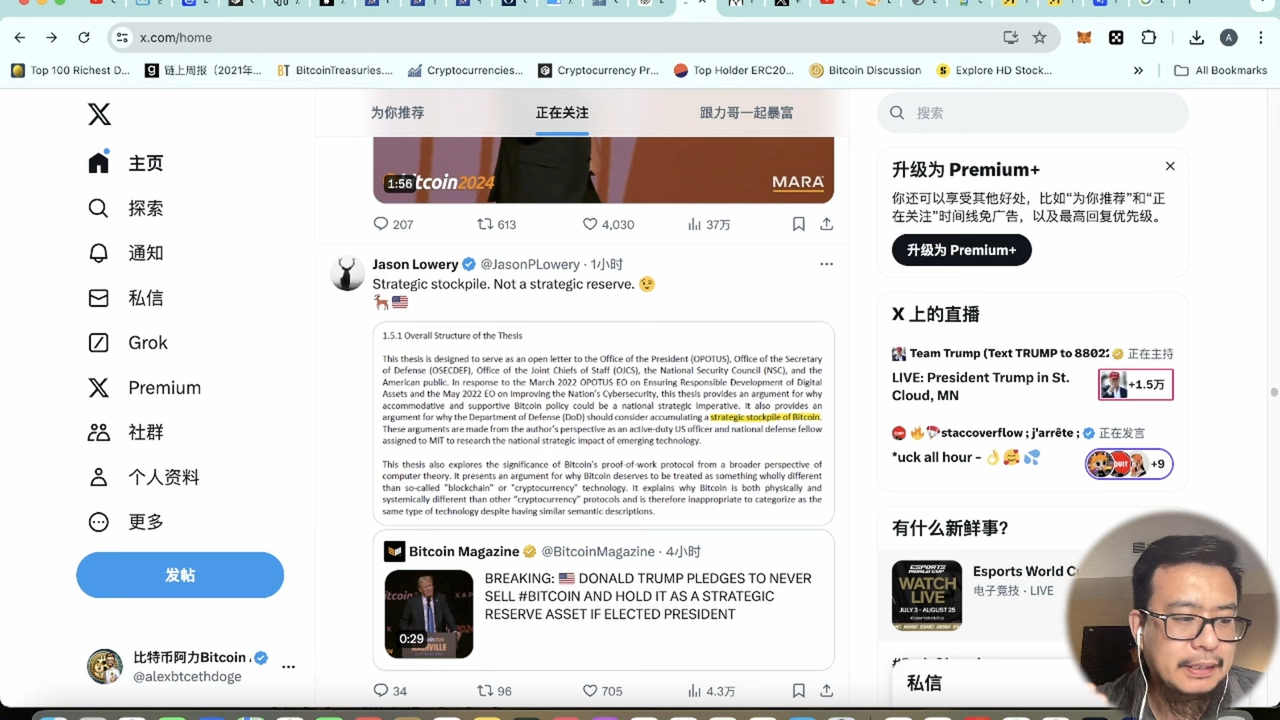 x.com/home
Top 100 Richest D...
链上周报（2021年...
BitcoinTreasuries....
Cryptocurrencies...
Cryptocurrency Pr...
Top Holder ERC20...
Bitcoin Discussion
Explore HD Stock...
All Bookmarks
为你推荐
正在关注
跟力哥一起暴富
搜索
主页
探索
通知
私信
Grok
Premium
社群
个人资料
更多
发帖
比特币阿力Bitcoin
@alexbtcethdoge
1:56
bitcoin2024
MARA
207
613
4,030
37万
Jason Lowery @JasonPLowery · 1小时
Strategic stockpile. Not a strategic reserve. 😉
🦌🇺🇸
1.5.1 Overall Structure of the Thesis
This thesis is designed to serve as an open letter to the Office of the President (OPOTUS), Office of the Secretary
of Defense (OSECDEF), Office of the Joint Chiefs of Staff (OJCS), the National Security Council (NSC), and the
American public. In response to the March 2022 OPOTUS EO on Ensuring Responsible Development of Digital
Assets and the May 2022 EO on Improving the Nation's Cybersecurity, this thesis provides an argument for why
accommodative and supportive Bitcoin policy could be a national strategic imperative. It also provides an
argument for why the Department of Defense (DoD) should consider accumulating a strategic stockpile of Bitcoin.
These arguments are made from the author's perspective as an active-duty US officer and national defense fellow
assigned to MIT to research the national strategic impact of emerging technology.
This thesis also explores the significance of Bitcoin's proof-of-work protocol from a broader perspective of
computer theory. It presents an argument for why Bitcoin deserves to be treated as something wholly different
than so-called "blockchain" or "cryptocurrency" technology. It explains why Bitcoin is both physically and
systemically different than other "cryptocurrency" protocols and is therefore inappropriate to categorize as the
same type of technology despite having similar semantic descriptions.
Bitcoin Magazine @BitcoinMagazine · 4小时
BREAKING: 🇺🇸 DONALD TRUMP PLEDGES TO NEVER
SELL #BITCOIN AND HOLD IT AS A STRATEGIC
RESERVE ASSET IF ELECTED PRESIDENT
0:29
NASHVILLE
34
96
705
4.3万
升级为 Premium+
你还可以享受其他好处，比如“为你推荐”和“正
在关注”时间线免广告，以及最高回复优先级。
升级为 Premium+
X 上的直播
Team Trump (Text TRUMP to 8802 正在主持
LIVE: President Trump in St.
Cloud, MN
+1.5万
staccoverflow ; j'arrête ; 正在发言
*uck all hour - 👌🥰💦
+9
有什么新鲜事?
ESPORTS
WORLD CUP
WATCH
LIVE
JULY 3 - AUGUST 25
Esports World C
电子竞技 · LIVE
私信